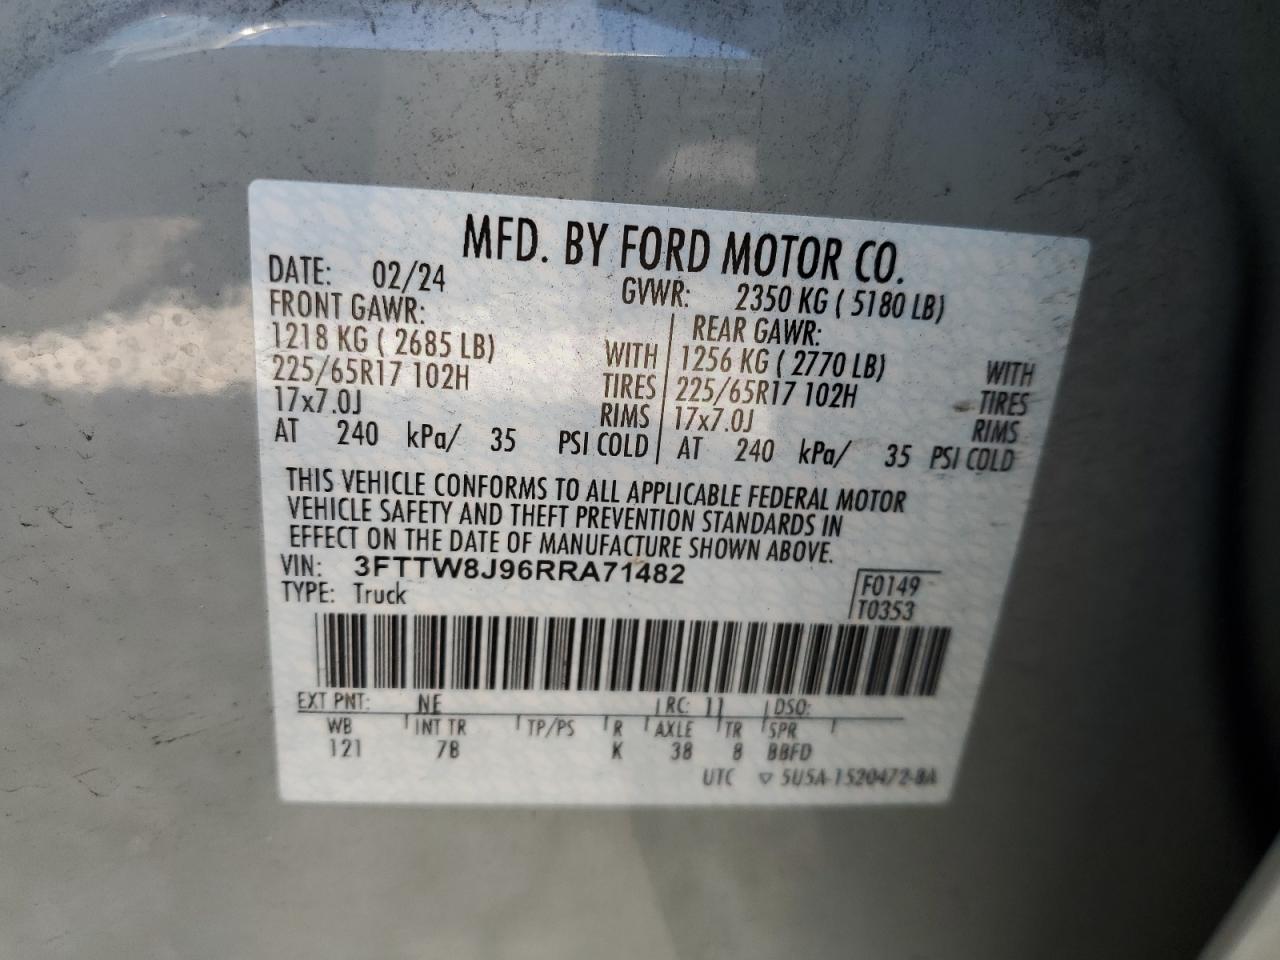 MFD. BY FORD MOTOR CO.
DATE: 02/24 GVWR: 2350 KG ( 5180 LB)
FRONT GAWR: REAR GAWR:
1218 KG ( 2685 LB) WITH 1256 KG ( 2770 LB) WITH
225/65R17 102H TIRES 225/65R17 102H TIRES
17x7.0J RIMS 17x7.0J RIMS
AT 240 kPa/ 35 PSI COLD AT 240 kPa/ 35 PSI COLD
THIS VEHICLE CONFORMS TO ALL APPLICABLE FEDERAL MOTOR
VEHICLE SAFETY AND THEFT PREVENTION STANDARDS IN
EFFECT ON THE DATE OF MANUFACTURE SHOWN ABOVE.
VIN: 3FTTW8J96RRA71482
TYPE: Truck
F0149
T0353
EXT PNT: NE RC: 11 DSO:
WB INT TR TP/PS R AXLE TR SPR
121 7B K 38 8 BBFD
UTC ▽ 5U5A-1520472-BA